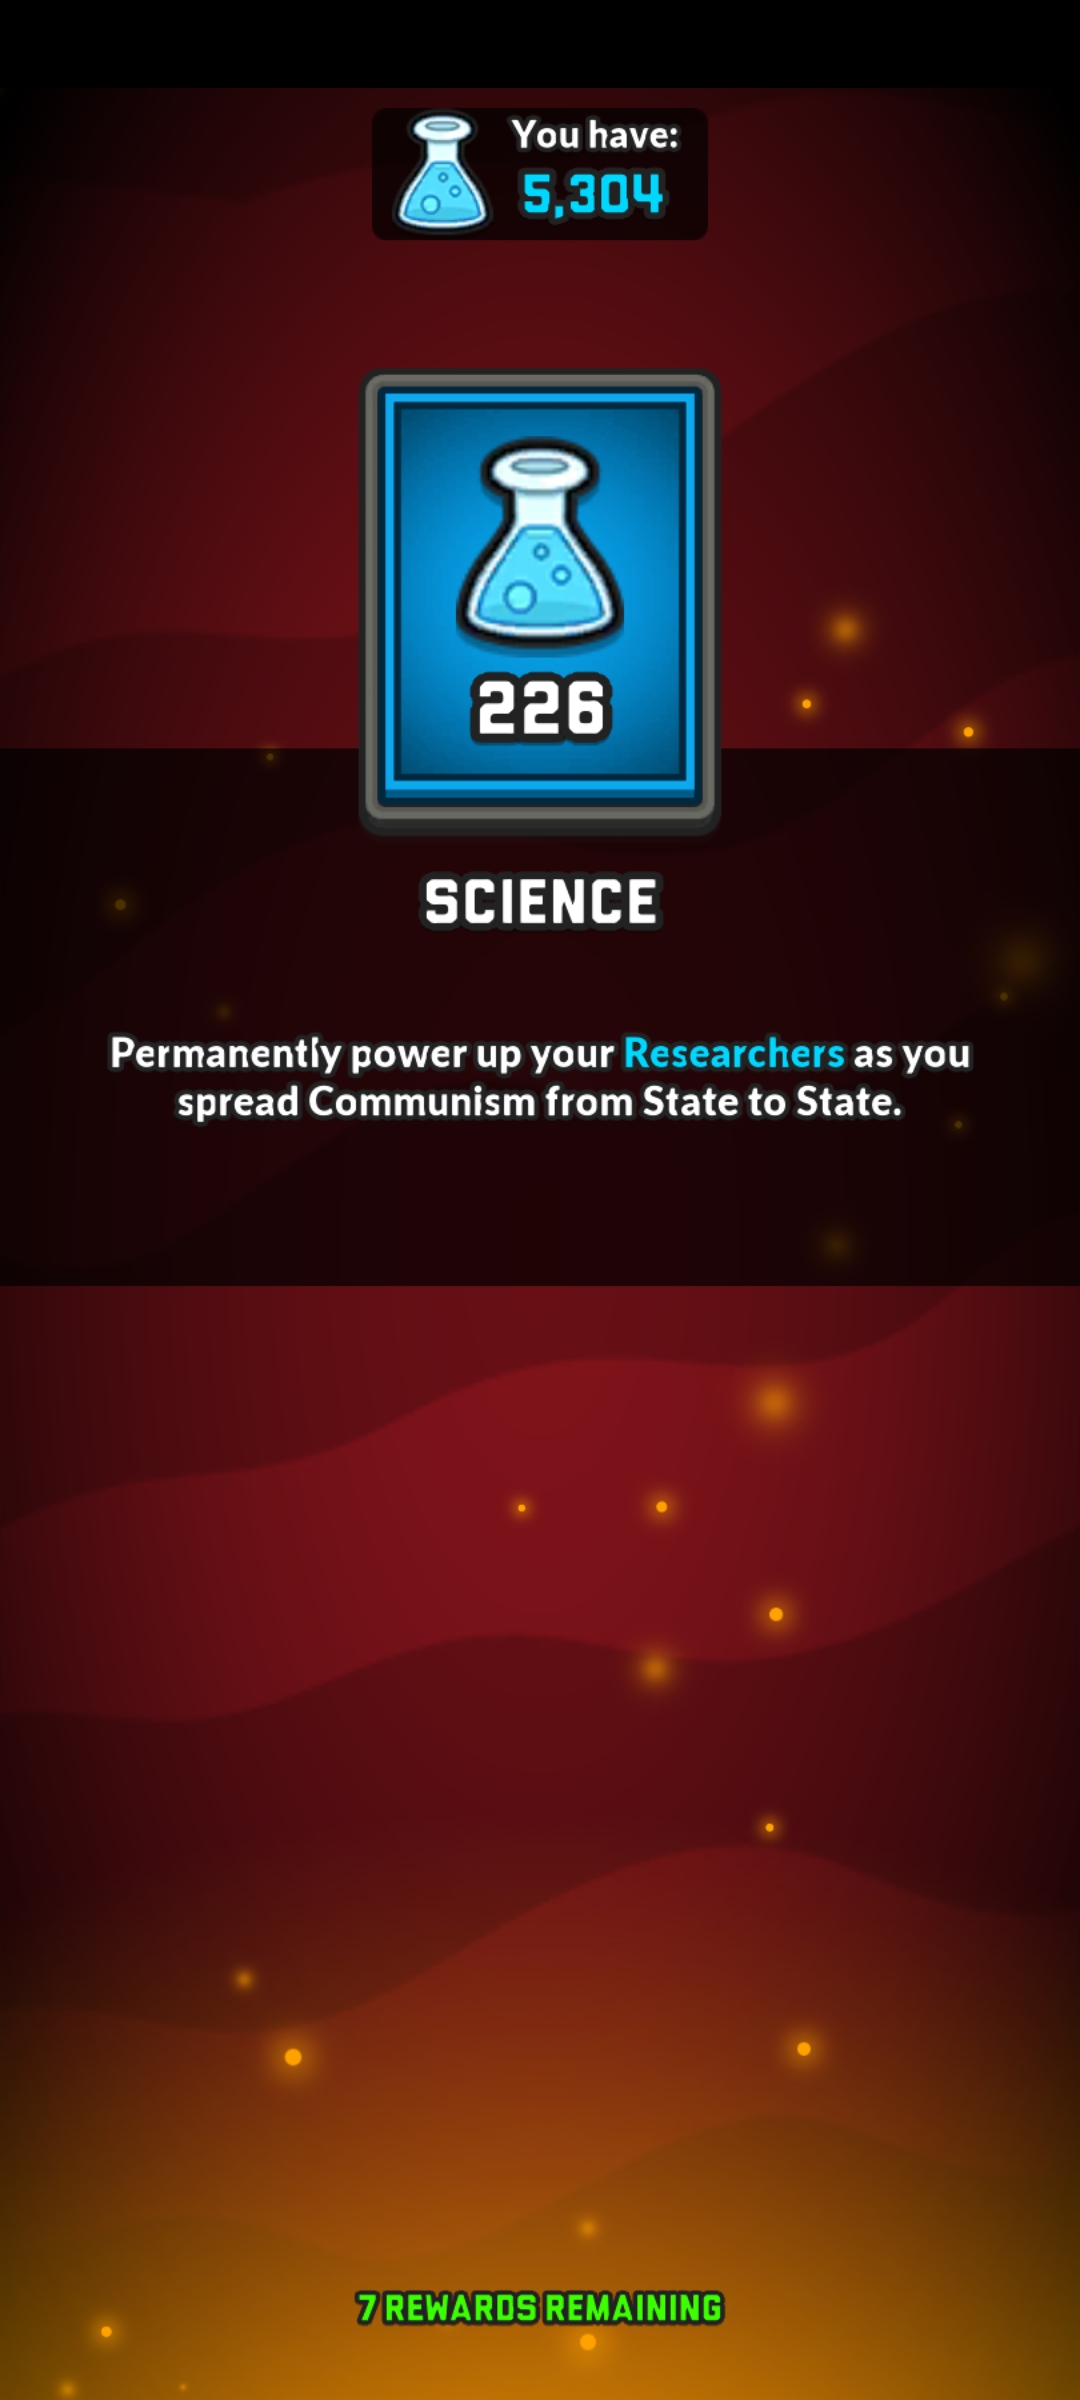 You have:
5,304
226
SCIENCE
Permanently power up your Researchers as you
spread Communism from State to State.
7 REWARDS REMAINING